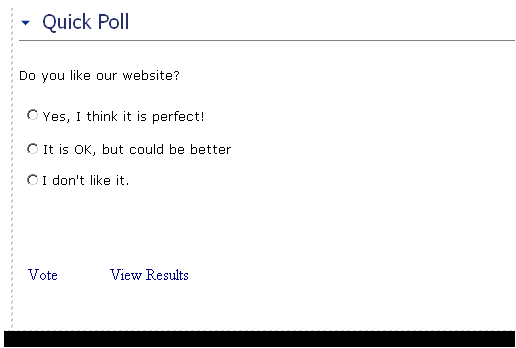 Quick Poll
Do you like our website?
Yes, I think it is perfect!
It is OK, but could be better
I don't like it.
Vote View Results